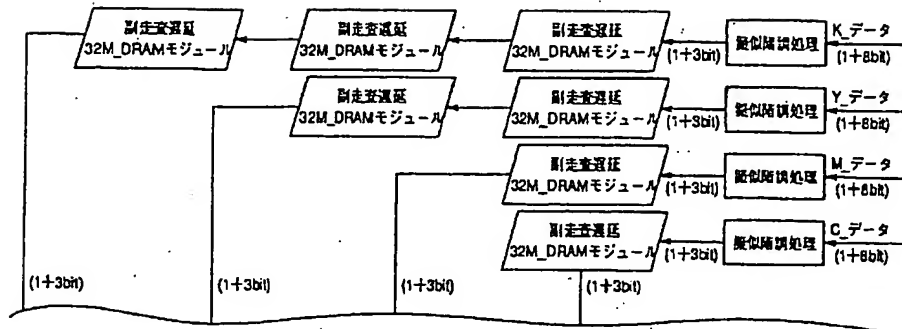 副走査遅延
32M_DRAMモジュール
副走査遅延
32M_DRAMモジュール
副走査遅延
32M_DRAMモジュール
(1+3bit)
擬似階調処理
K_データ
(1+8bit)
副走査遅延
32M_DRAMモジュール
副走査遅延
32M_DRAMモジュール
(1+3bit)
擬似階調処理
Y_データ
(1+8bit)
副走査遅延
32M_DRAMモジュール
(1+3bit)
擬似階調処理
M_データ
(1+8bit)
副走査遅延
32M_DRAMモジュール
(1+3bit)
擬似階調処理
C_データ
(1+8bit)
(1+3bit)
(1+3bit)
(1+3bit)
(1+3bit)